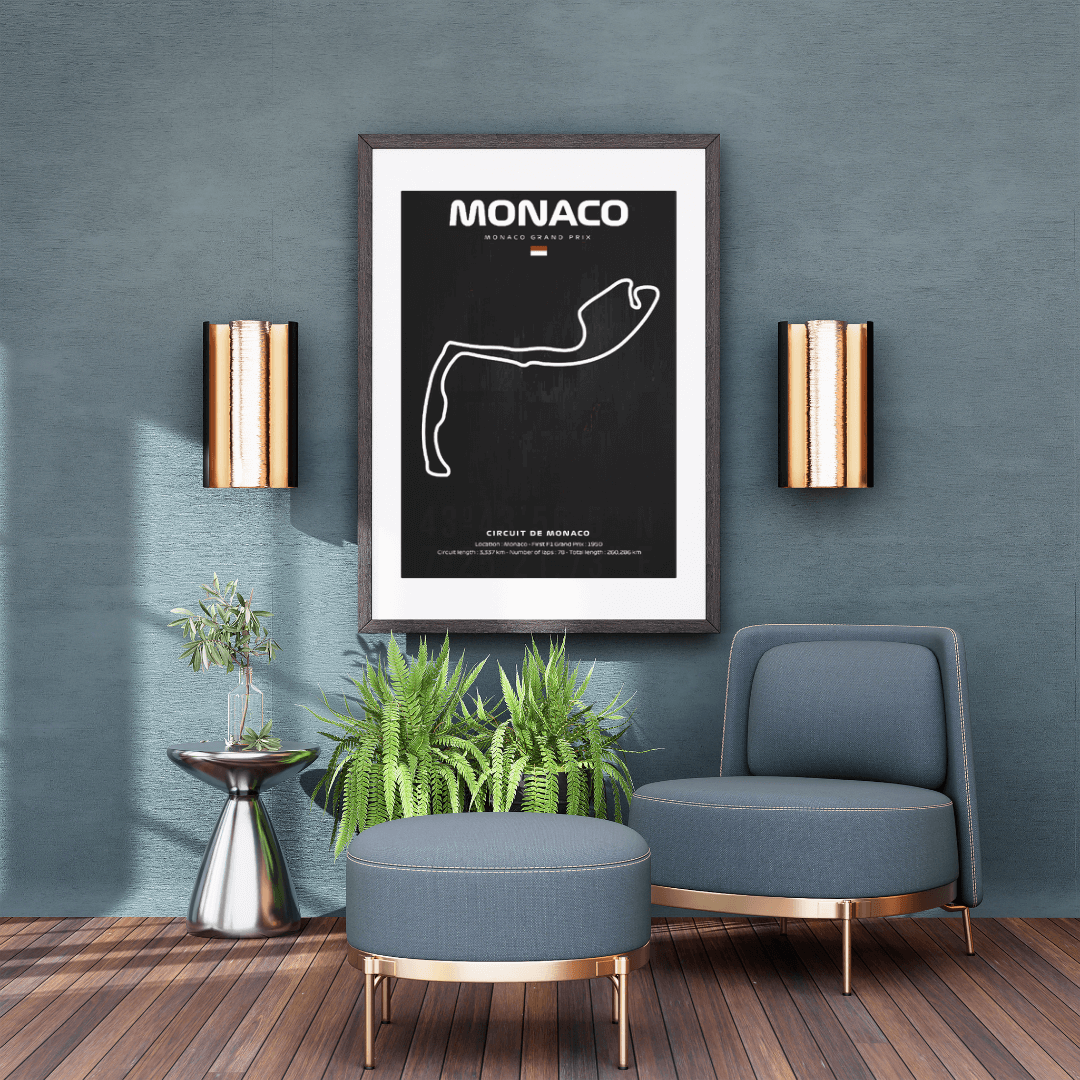 MONACO
MONACO GRAND PRIX
CIRCUIT DE MONACO
Location : Monaco - First F1 Grand Prix : 1950
Circuit length : 3,337 km - Number of laps : 78 - Total length : 260.286 km